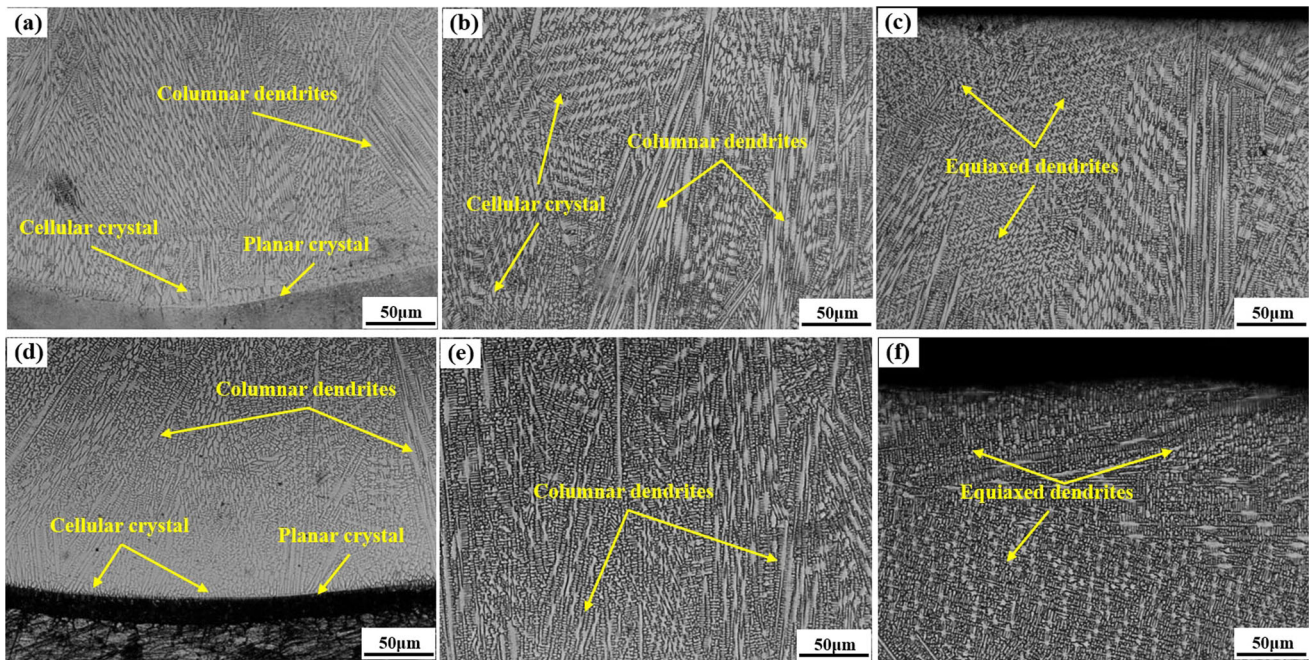 (a)
Columnar dendrites
Cellular crystal
Planar crystal
50μm
(b)
Columnar dendrites
Cellular crystal
50μm
(c)
Equiaxed dendrites
50μm
(d)
Columnar dendrites
Cellular crystal
Planar crystal
50μm
(e)
Columnar dendrites
50μm
(f)
Equiaxed dendrites
50μm